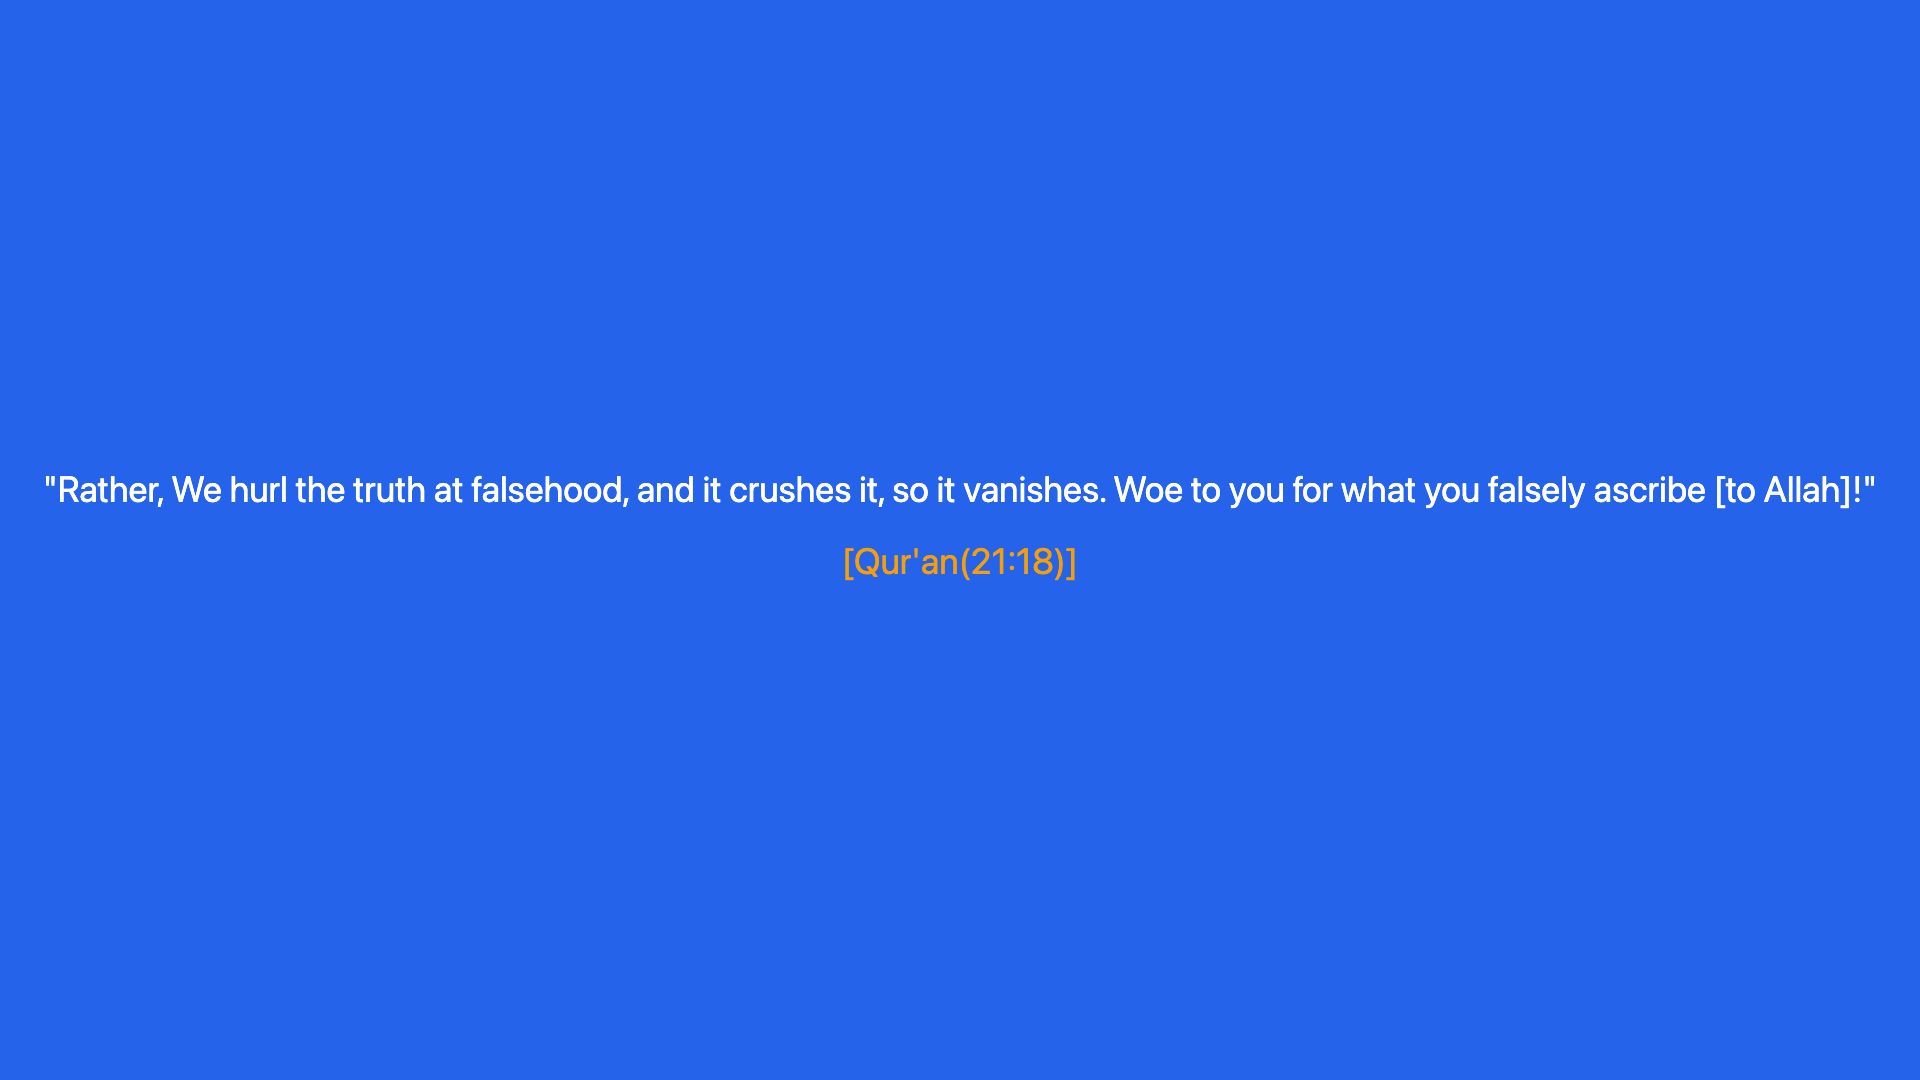 "Rather, We hurl the truth at falsehood, and it crushes it, so it vanishes. Woe to you for what you falsely ascribe [to Allah]!"
[Qur'an(21:18)]